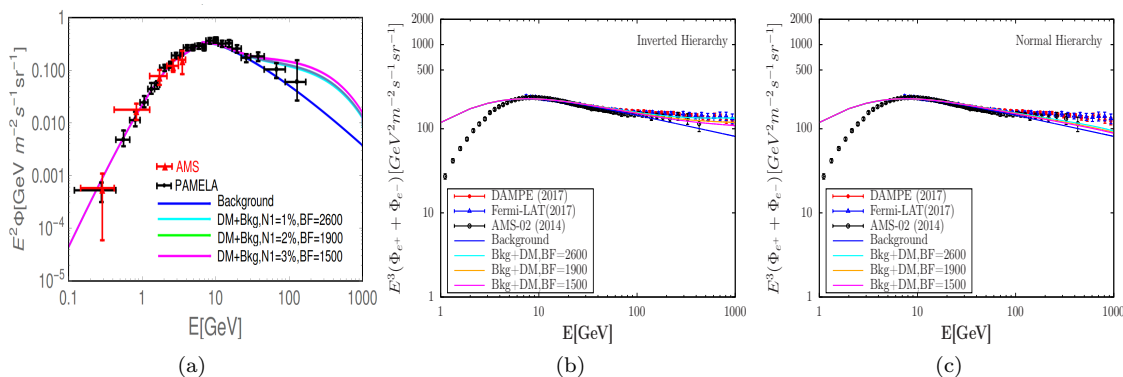 E²Φ[GeV m⁻² s⁻¹ sr⁻¹]
1
0.100
0.010
0.001
10⁻⁴
10⁻⁵
AMS
PAMELA
Background
DM+Bkg,N1=1%,BF=2600
DM+Bkg,N1=2%,BF=1900
DM+Bkg,N1=3%,BF=1500
0.1 1 10 100 1000
E[GeV]
(a)
E³(Φₑ₊ + Φₑ₋)[GeV²m⁻²s⁻¹sr⁻¹]
2000
1000
500
100
10
1
Inverted Hierarchy
DAMPE (2017)
Fermi-LAT(2017)
AMS-02 (2014)
Background
Bkg+DM,BF=2600
Bkg+DM,BF=1900
Bkg+DM,BF=1500
1 10 100 1000
E[GeV]
(b)
E³(Φₑ₊ + Φₑ₋)[GeV²m⁻²s⁻¹sr⁻¹]
2000
1000
500
100
10
1
Normal Hierarchy
DAMPE (2017)
Fermi-LAT(2017)
AMS-02 (2014)
Background
Bkg+DM,BF=2600
Bkg+DM,BF=1900
Bkg+DM,BF=1500
1 10 100 1000
E[GeV]
(c)